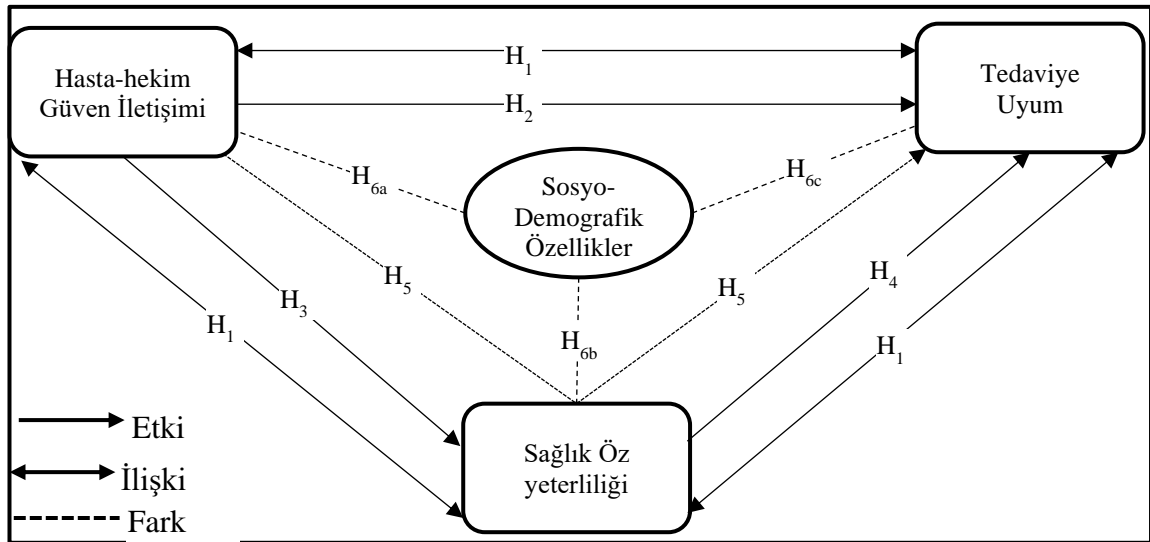 Hasta-hekim
Güven İletişimi
H1
H2
Tedaviye
Uyum
H6a
Sosyo-
Demografik
Özellikler
H6c
H5
H3
H1
H6b
H5
H4
H1
Sağlık Öz
yeterliliği
Etki
İlişki
Fark